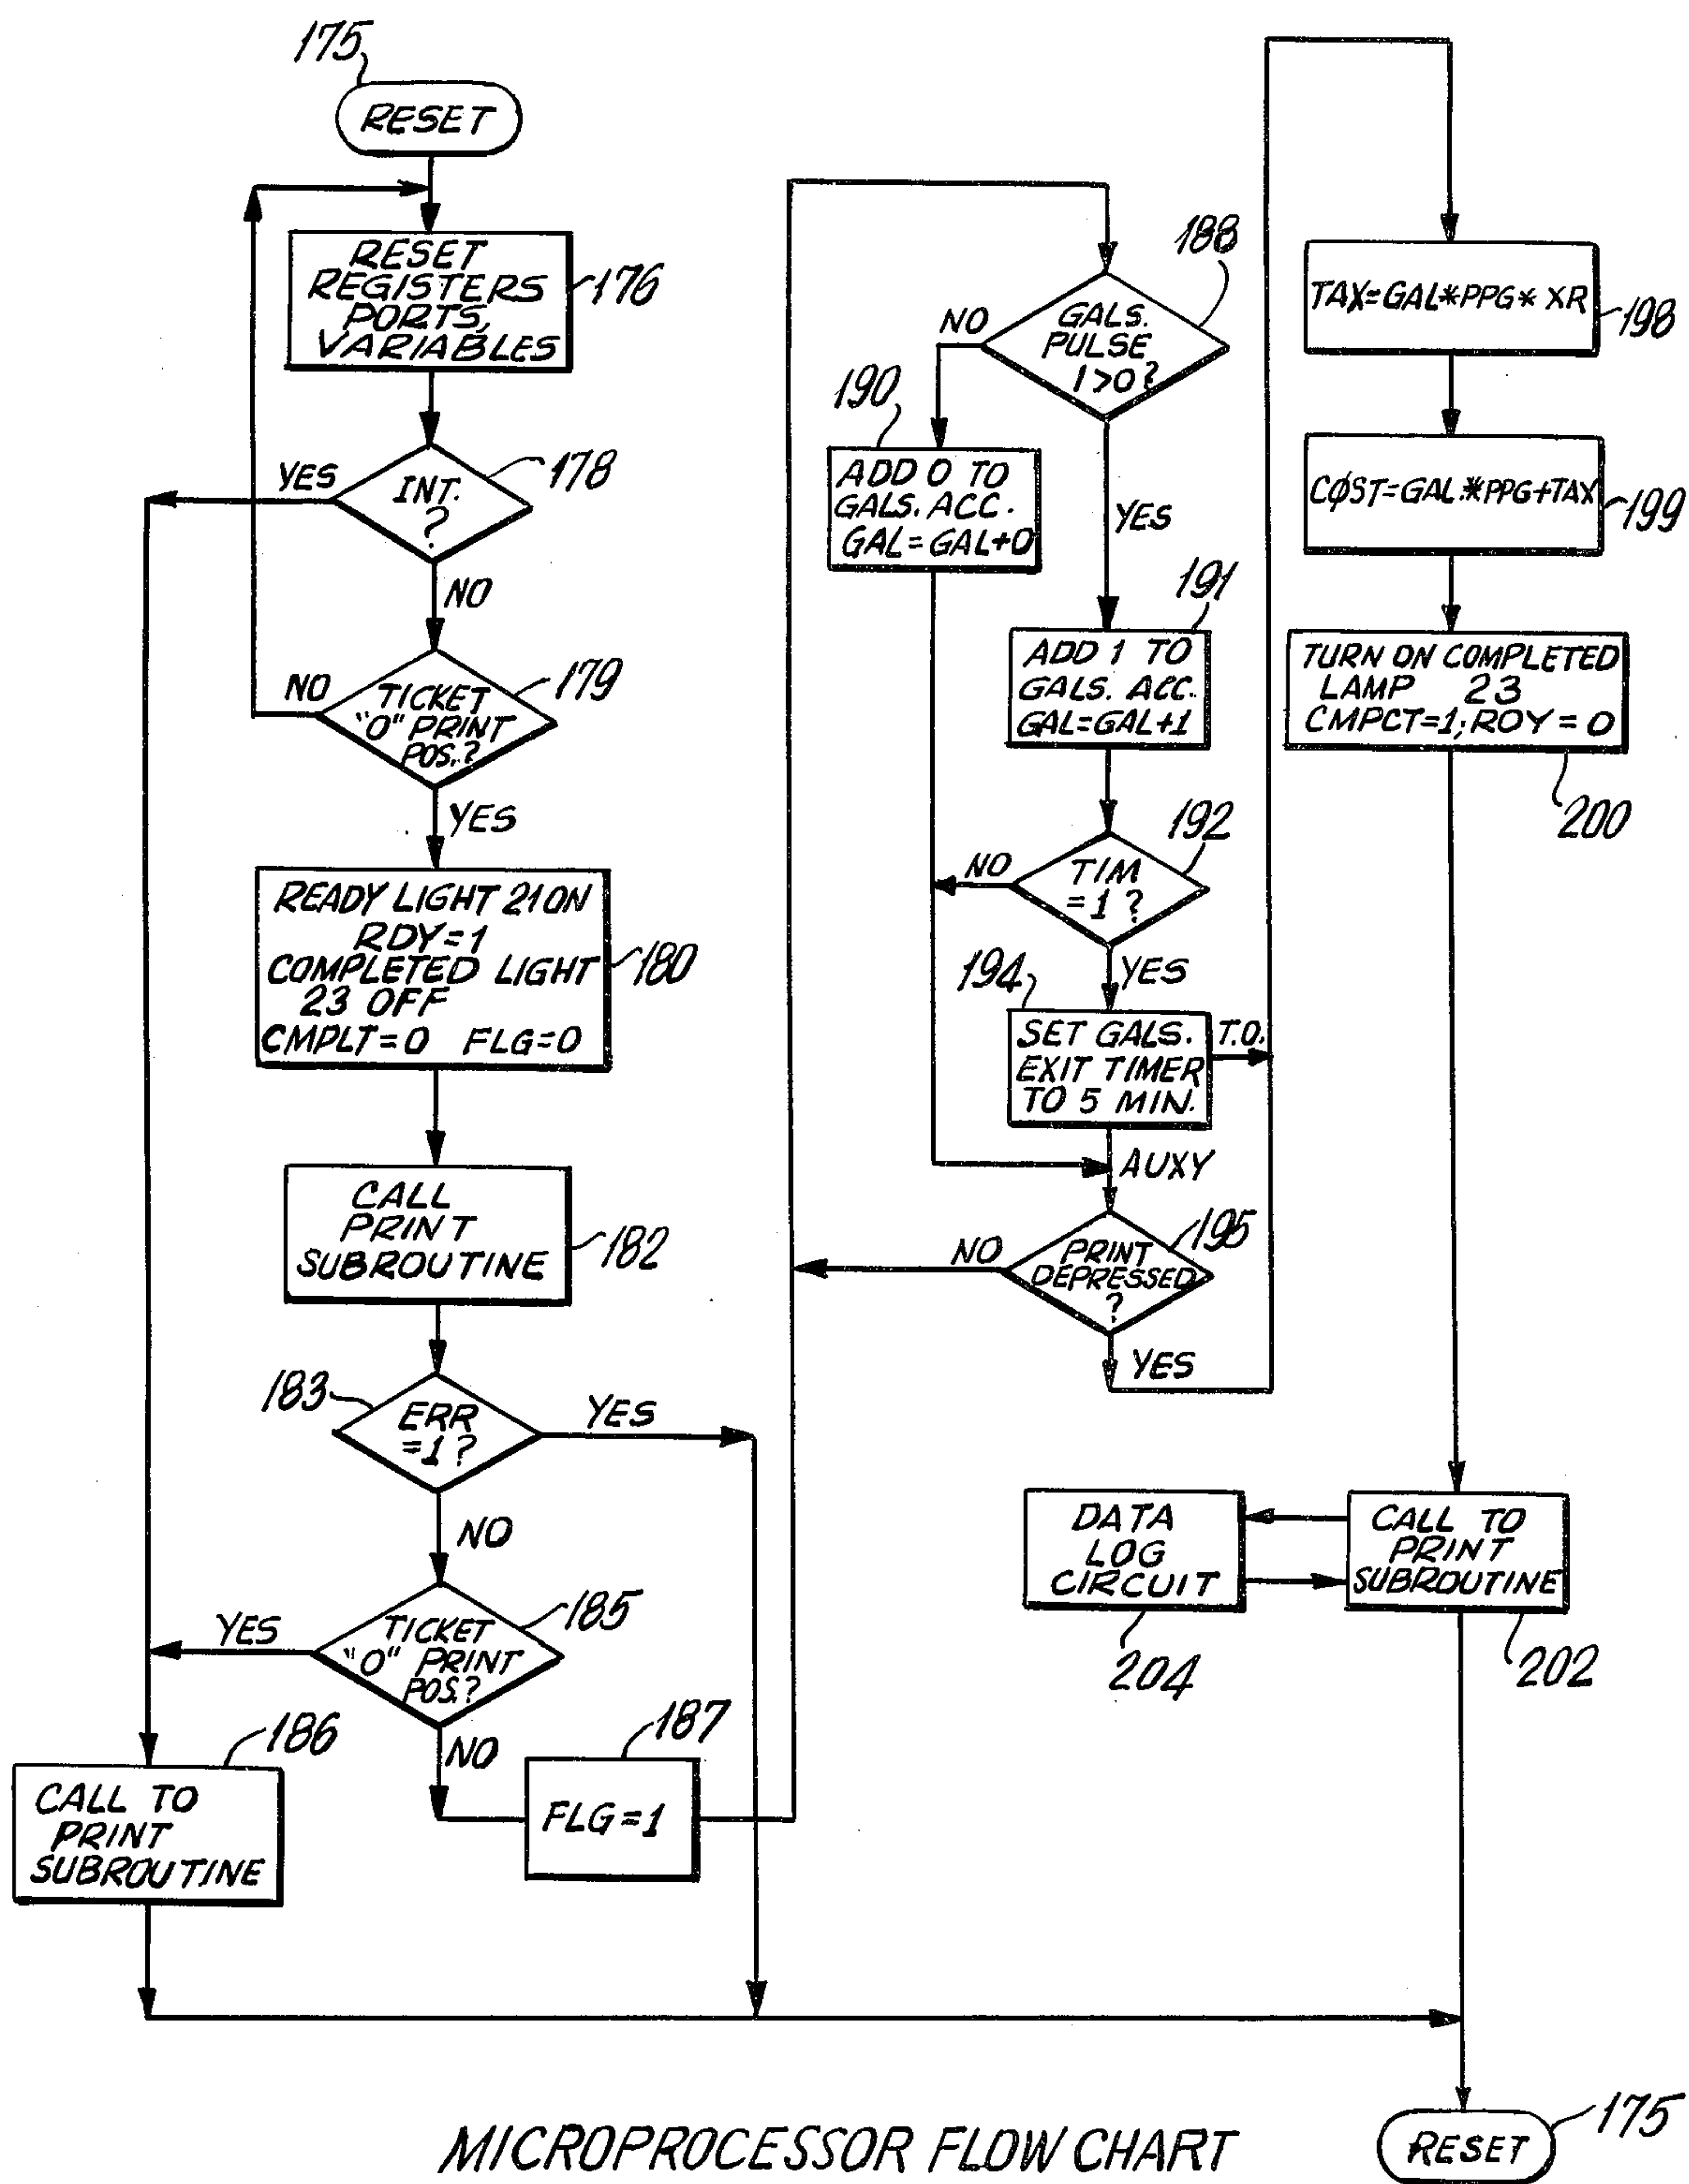 175
RESET
RESET
REGISTERS
PORTS,
VARIABLES
176
INT.
?
178
YES
NO
TICKET
"0" PRINT
POS.?
179
NO
YES
READY LIGHT 21 ON
RDY=1
COMPLETED LIGHT
23 OFF
CMPLT=0 FLG=0
180
CALL
PRINT
SUBROUTINE
182
183
ERR
=1?
YES
NO
TICKET
"0" PRINT
POS.?
185
YES
NO
186
CALL TO
PRINT
SUBROUTINE
187
FLG=1
188
GALS.
PULSE
1>0?
NO
YES
190
ADD 0 TO
GALS. ACC.
GAL=GAL+0
191
ADD 1 TO
GALS. ACC.
GAL=GAL+1
192
TIM
=1?
NO
YES
194
SET GALS.
EXIT TIMER
TO 5 MIN.
T.O.
AUXY
195
PRINT
DEPRESSED
?
NO
YES
TAX=GAL*PPG*XR
198
CØST=GAL*PPG+TAX
199
TURN ON COMPLETED
LAMP 23
CMPCT=1; ROY=0
200
DATA
LOG
CIRCUIT
204
CALL TO
PRINT
SUBROUTINE
202
RESET
175
MICROPROCESSOR FLOW CHART